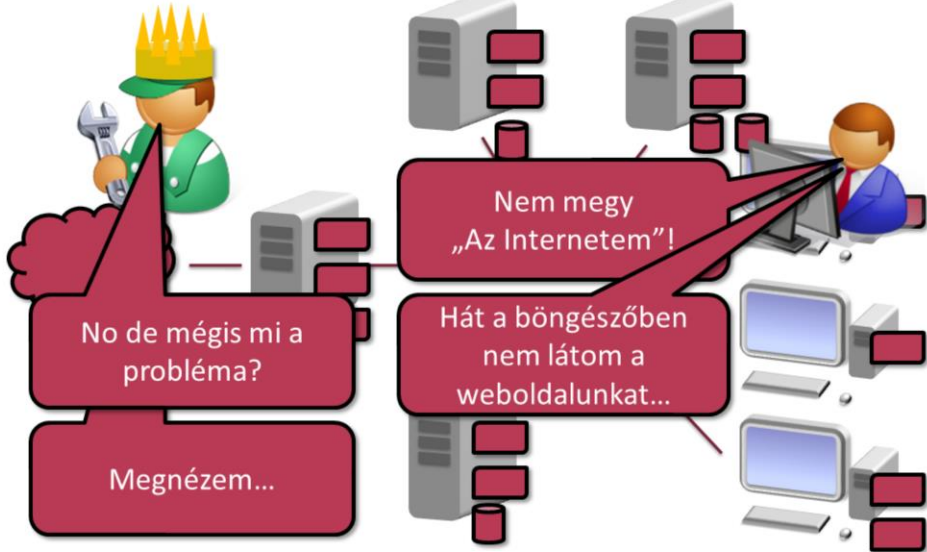 Nem megy
„Az Internetem”!
No de mégis mi a
probléma?
Hát a böngészőben
nem látom a
weboldalunkat...
Megnézem...